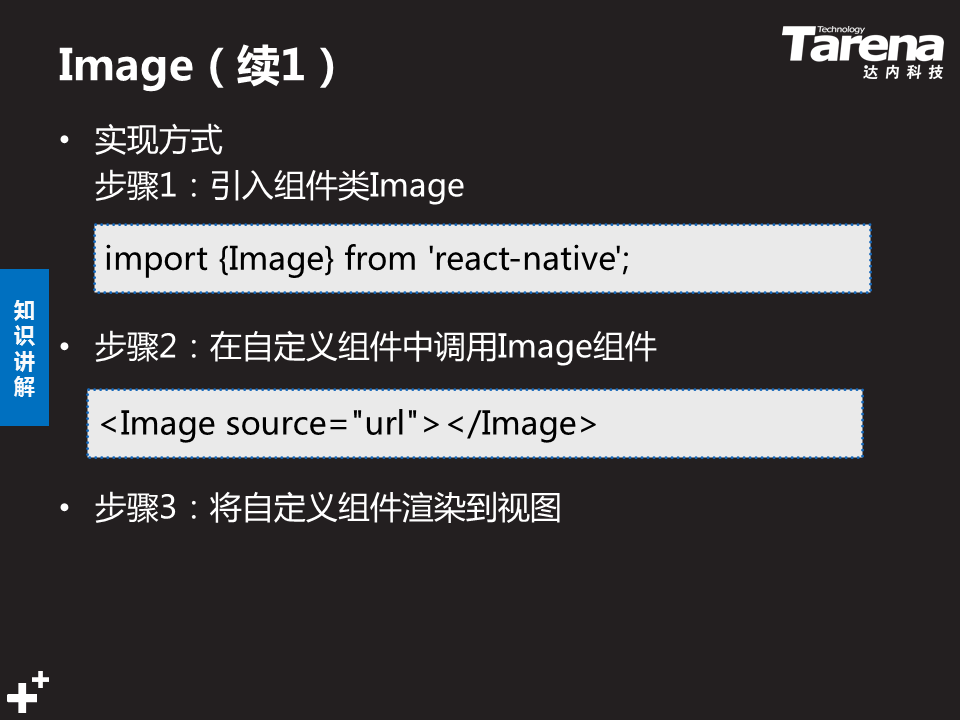 Image（续1）
Technology
Tarena
达内科技
• 实现方式
步骤1：引入组件类Image
import {Image} from 'react-native';
知识讲解
• 步骤2：在自定义组件中调用Image组件
<Image source="url"></Image>
• 步骤3：将自定义组件渲染到视图